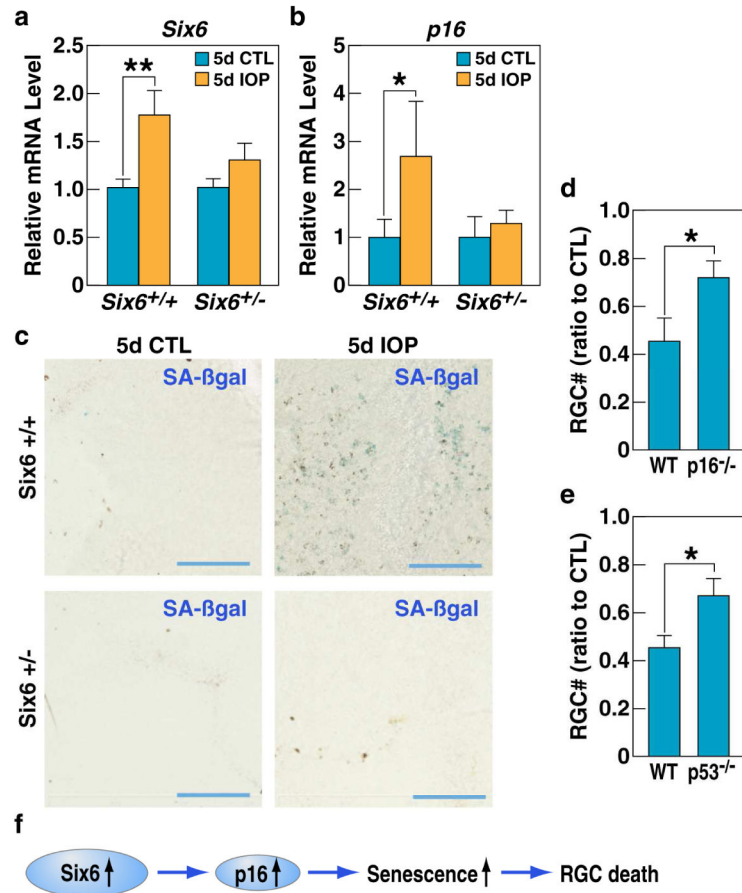 a
Six6
Relative mRNA Level
2.5
2.0
1.5
1.0
0.5
0
**
5d CTL
5d IOP
Six6+/+
Six6+/-
b
p16
Relative mRNA Level
5
4
3
2
1
0
*
5d CTL
5d IOP
Six6+/+
Six6+/-
c
5d CTL
5d IOP
Six6 +/+
SA-ßgal
SA-ßgal
Six6 +/-
SA-ßgal
SA-ßgal
d
RGC# (ratio to CTL)
1.0
0.8
0.6
0.4
0.2
0
*
WT
p16-/-
e
RGC# (ratio to CTL)
1.0
0.8
0.6
0.4
0.2
0
*
WT
p53-/-
f
Six6
p16
Senescence
RGC death